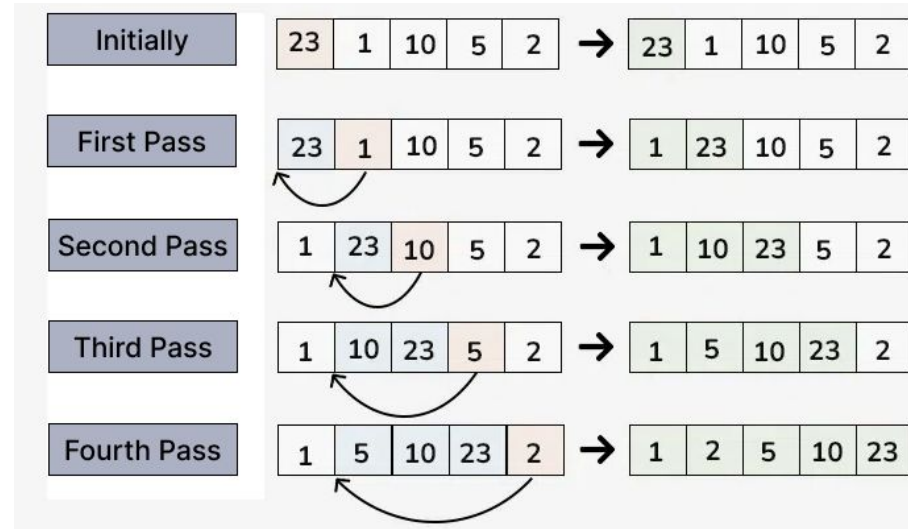 Initially 23 1 10 5 2 → 23 1 10 5 2
First Pass 23 1 10 5 2 → 1 23 10 5 2
Second Pass 1 23 10 5 2 → 1 10 23 5 2
Third Pass 1 10 23 5 2 → 1 5 10 23 2
Fourth Pass 1 5 10 23 2 → 1 2 5 10 23